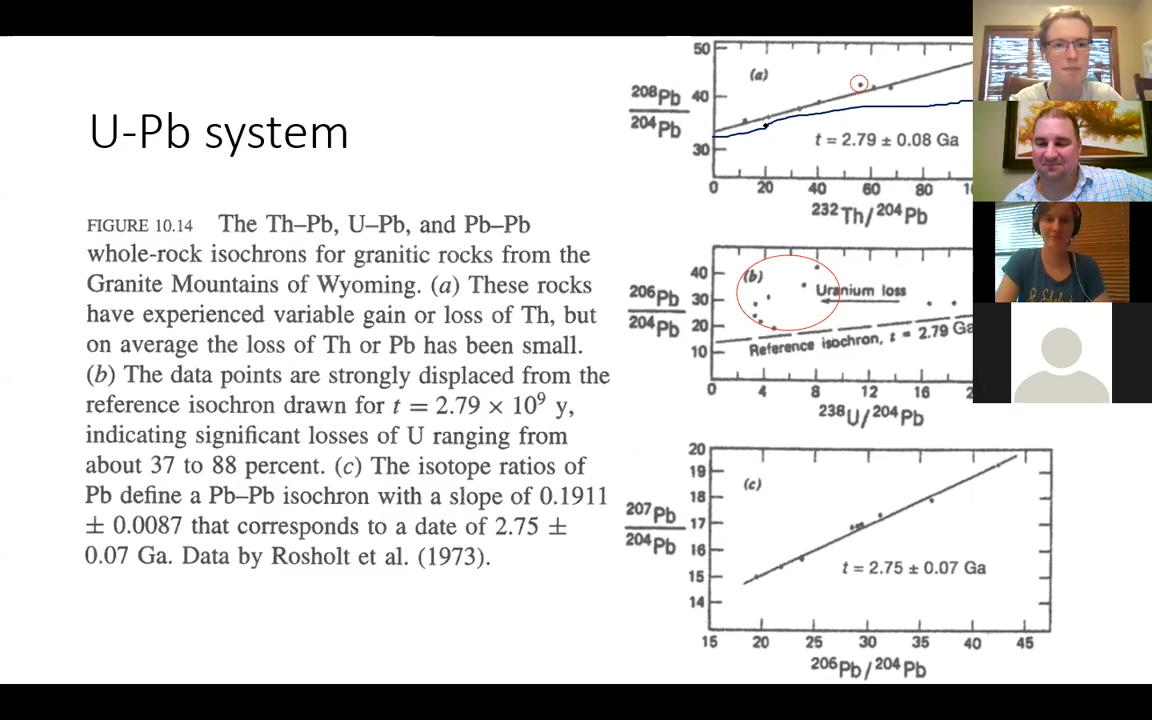 U-Pb system
FIGURE 10.14 The Th–Pb, U–Pb, and Pb–Pb
whole-rock isochrons for granitic rocks from the
Granite Mountains of Wyoming. (a) These rocks
have experienced variable gain or loss of Th, but
on average the loss of Th or Pb has been small.
(b) The data points are strongly displaced from the
reference isochron drawn for t = 2.79 × 10⁹ y,
indicating significant losses of U ranging from
about 37 to 88 percent. (c) The isotope ratios of
Pb define a Pb–Pb isochron with a slope of 0.1911
± 0.0087 that corresponds to a date of 2.75 ±
0.07 Ga. Data by Rosholt et al. (1973).
50
(a)
40
²⁰⁸Pb
²⁰⁴Pb
30
t = 2.79 ± 0.08 Ga
0 20 40 60 80
²³²Th/²⁰⁴Pb
40
(b)
Uranium loss
²⁰⁶Pb
²⁰⁴Pb
30
20
10
Reference isochron, t = 2.79 Ga
0 4 8 12 16
²³⁸U/²⁰⁴Pb
20
19
(c)
18
²⁰⁷Pb
²⁰⁴Pb
17
16
15
14
t = 2.75 ± 0.07 Ga
15 20 25 30 35 40 45
²⁰⁶Pb/²⁰⁴Pb